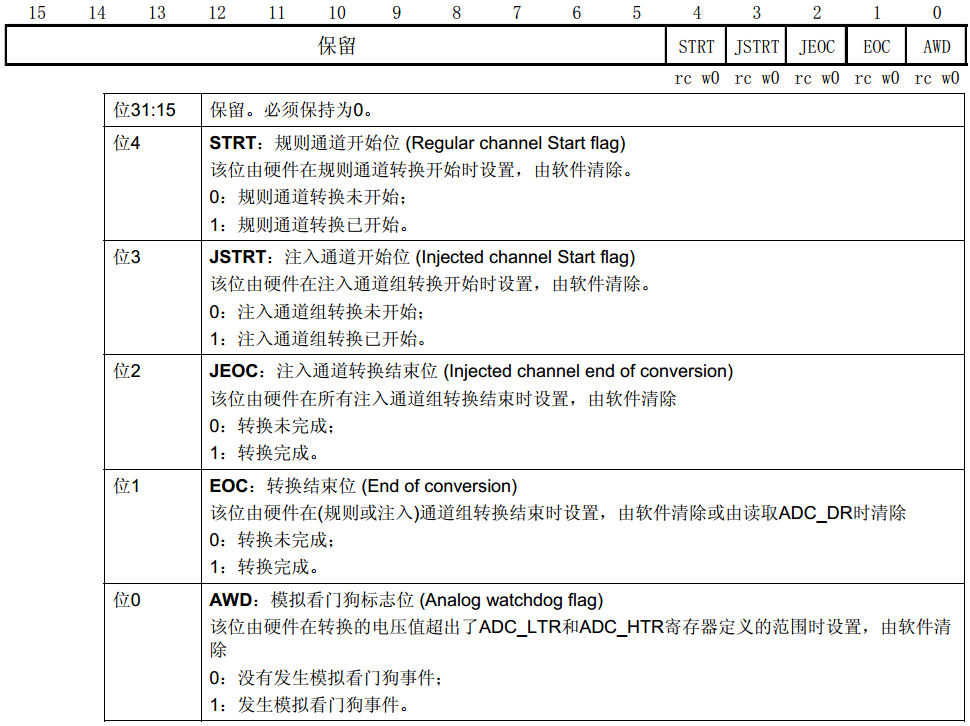 15 14 13 12 11 10 9 8 7 6 5 4 3 2 1 0
保留 STRT JSTRT JEOC EOC AWD
rc w0 rc w0 rc w0 rc w0 rc w0
位31:15 保留。必须保持为0。
位4 STRT：规则通道开始位 (Regular channel Start flag)
该位由硬件在规则通道转换开始时设置，由软件清除。
0：规则通道转换未开始；
1：规则通道转换已开始。
位3 JSTRT：注入通道开始位 (Injected channel Start flag)
该位由硬件在注入通道组转换开始时设置，由软件清除。
0：注入通道组转换未开始；
1：注入通道组转换已开始。
位2 JEOC：注入通道转换结束位 (Injected channel end of conversion)
该位由硬件在所有注入通道组转换结束时设置，由软件清除
0：转换未完成；
1：转换完成。
位1 EOC：转换结束位 (End of conversion)
该位由硬件在(规则或注入)通道组转换结束时设置，由软件清除或由读取ADC_DR时清除
0：转换未完成；
1：转换完成。
位0 AWD：模拟看门狗标志位 (Analog watchdog flag)
该位由硬件在转换的电压值超出了ADC_LTR和ADC_HTR寄存器定义的范围时设置，由软件清
除
0：没有发生模拟看门狗事件；
1：发生模拟看门狗事件。